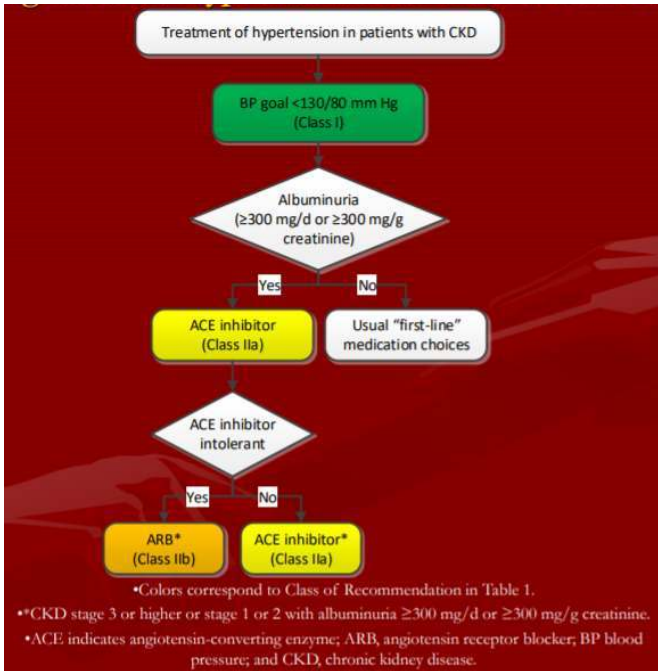 Treatment of hypertension in patients with CKD
BP goal <130/80 mm Hg
(Class I)
Albuminuria
(≥300 mg/d or ≥300 mg/g
creatinine)
Yes
No
ACE inhibitor
(Class IIa)
Usual “first-line”
medication choices
ACE inhibitor
intolerant
Yes
No
ARB*
(Class IIb)
ACE inhibitor*
(Class IIa)
•Colors correspond to Class of Recommendation in Table 1.
•*CKD stage 3 or higher or stage 1 or 2 with albuminuria ≥300 mg/d or ≥300 mg/g creatinine.
•ACE indicates angiotensin-converting enzyme; ARB, angiotensin receptor blocker; BP blood
pressure; and CKD, chronic kidney disease.